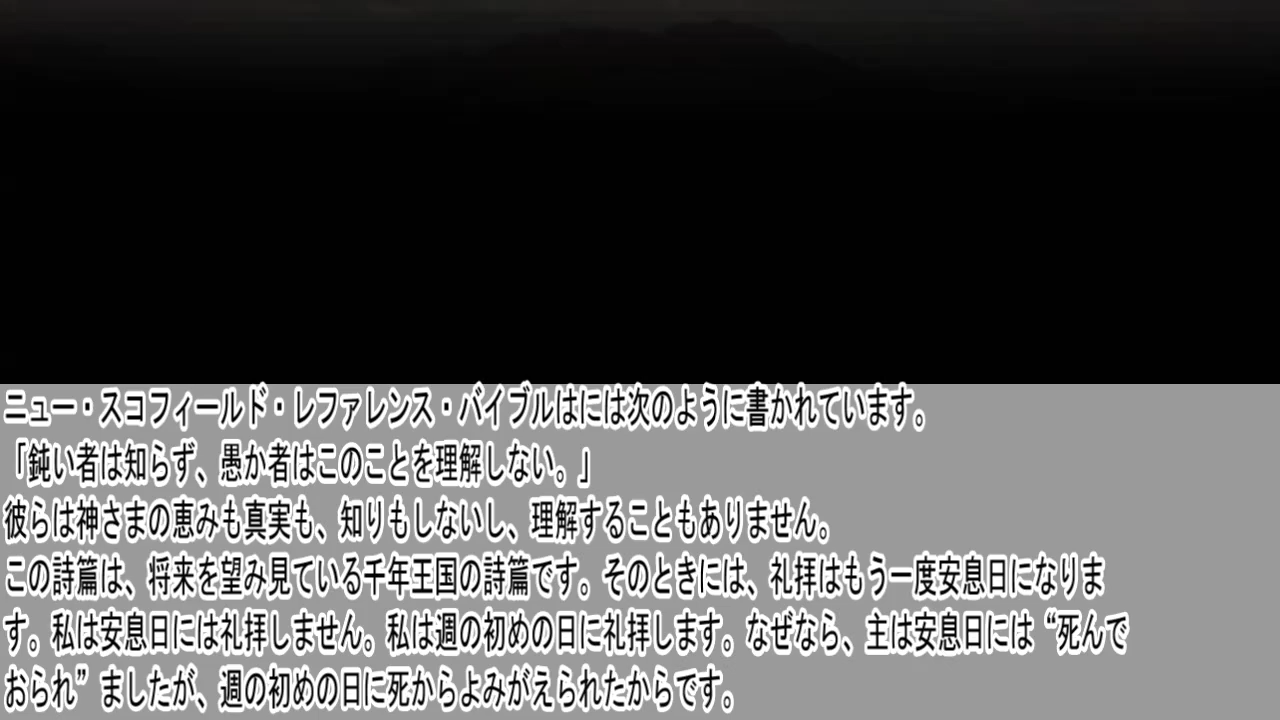 ニュー・スコフィールド・レファレンス・バイブルはには次のように書かれています。
「鈍い者は知らず、愚か者はこのことを理解しない。」
彼らは神さまの恵みも真実も、知りもしないし、理解することもありません。
この詩篇は、将来を望み見ている千年王国の詩篇です。そのときには、礼拝はもう一度安息日になりま
す。私は安息日には礼拝しません。私は週の初めの日に礼拝します。なぜなら、主は安息日には“死んで
おられ”ましたが、週の初めの日に死からよみがえられたからです。